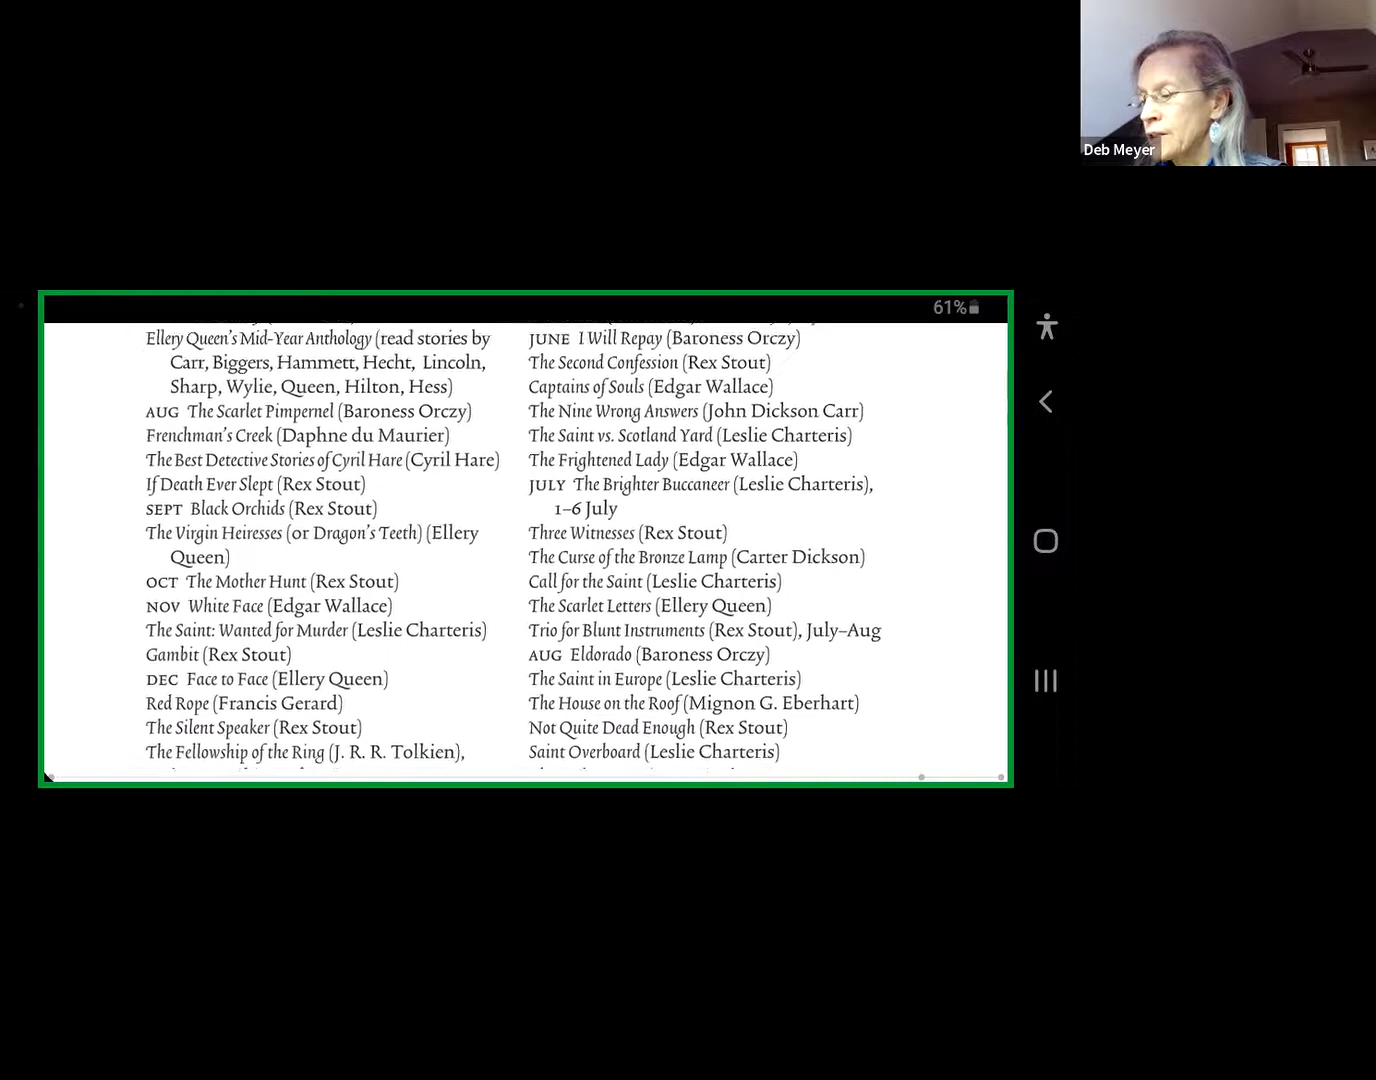 Deb Meyer
61%
Ellery Queen's Mid-Year Anthology (read stories by
Carr, Biggers, Hammett, Hecht, Lincoln,
Sharp, Wylie, Queen, Hilton, Hess)
AUG The Scarlet Pimpernel (Baroness Orczy)
Frenchman's Creek (Daphne du Maurier)
The Best Detective Stories of Cyril Hare (Cyril Hare)
If Death Ever Slept (Rex Stout)
SEPT Black Orchids (Rex Stout)
The Virgin Heiresses (or Dragon's Teeth) (Ellery
Queen)
OCT The Mother Hunt (Rex Stout)
NOV White Face (Edgar Wallace)
The Saint: Wanted for Murder (Leslie Charteris)
Gambit (Rex Stout)
DEC Face to Face (Ellery Queen)
Red Rope (Francis Gerard)
The Silent Speaker (Rex Stout)
The Fellowship of the Ring (J. R. R. Tolkien),
JUNE I Will Repay (Baroness Orczy)
The Second Confession (Rex Stout)
Captains of Souls (Edgar Wallace)
The Nine Wrong Answers (John Dickson Carr)
The Saint vs. Scotland Yard (Leslie Charteris)
The Frightened Lady (Edgar Wallace)
JULY The Brighter Buccaneer (Leslie Charteris),
1–6 July
Three Witnesses (Rex Stout)
The Curse of the Bronze Lamp (Carter Dickson)
Call for the Saint (Leslie Charteris)
The Scarlet Letters (Ellery Queen)
Trio for Blunt Instruments (Rex Stout), July–Aug
AUG Eldorado (Baroness Orczy)
The Saint in Europe (Leslie Charteris)
The House on the Roof (Mignon G. Eberhart)
Not Quite Dead Enough (Rex Stout)
Saint Overboard (Leslie Charteris)